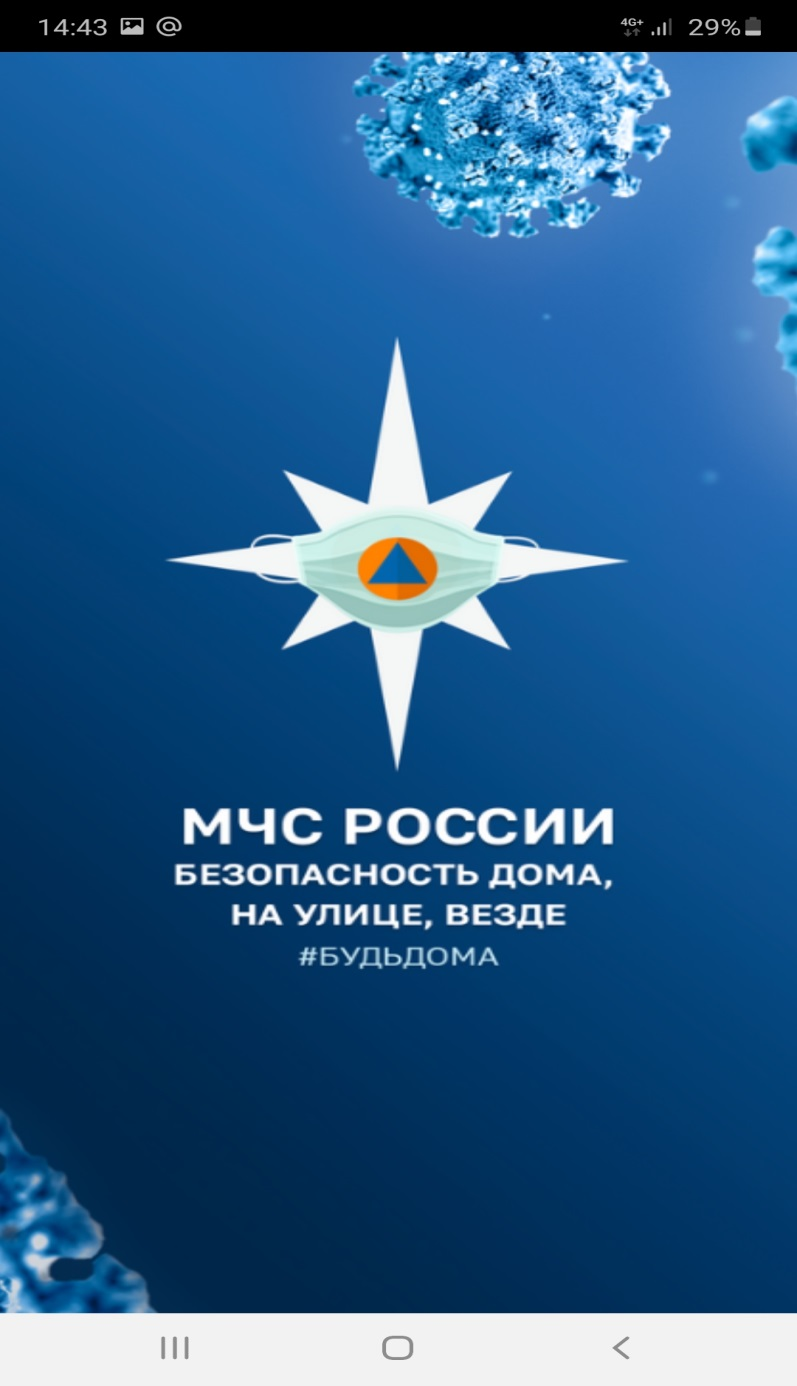 14:43 @ 4G+ 29%
МЧС РОССИИ
БЕЗОПАСНОСТЬ ДОМА,
НА УЛИЦЕ, ВЕЗДЕ
#БУДЬДОМА